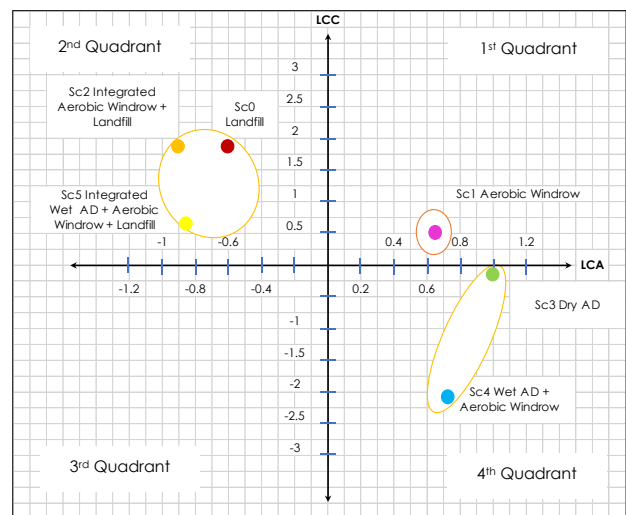 LCC
2nd Quadrant
1st Quadrant
3
Sc2 Integrated
Aerobic Windrow +
Landfill
Sc0
Landfill
2.5
2
1.5
Sc5 Integrated
Wet AD + Aerobic
Windrow + Landfill
1
Sc1 Aerobic Windrow
0.5
-1
-0.6
0.4
0.8
1.2
LCA
-1.2
-0.8
-0.4
0.2
0.6
Sc3 Dry AD
-1
-1.5
-2
Sc4 Wet AD +
Aerobic Windrow
-2.5
-3
3rd Quadrant
4th Quadrant